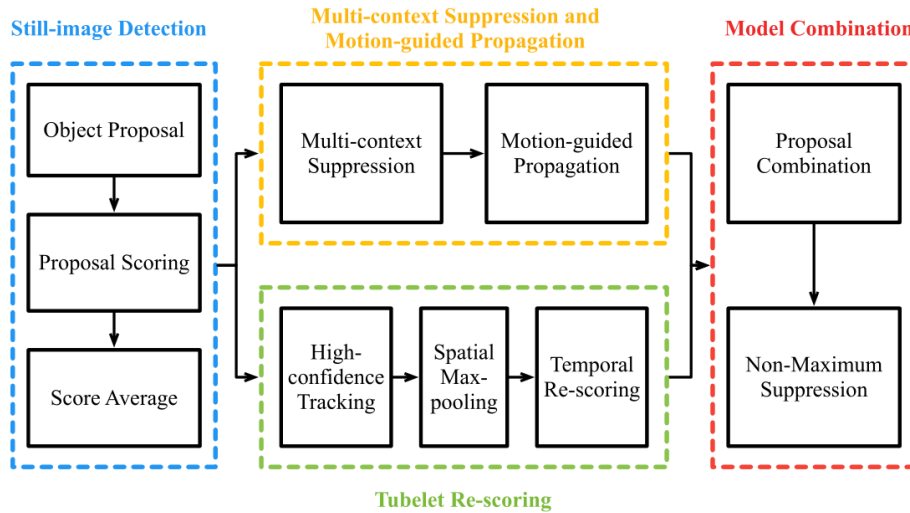 Still-image Detection
Object Proposal
Proposal Scoring
Score Average
Multi-context Suppression and
Motion-guided Propagation
Multi-context
Suppression
Motion-guided
Propagation
High-
confidence
Tracking
Spatial
Max-
pooling
Temporal
Re-scoring
Tubelet Re-scoring
Model Combination
Proposal
Combination
Non-Maximum
Suppression